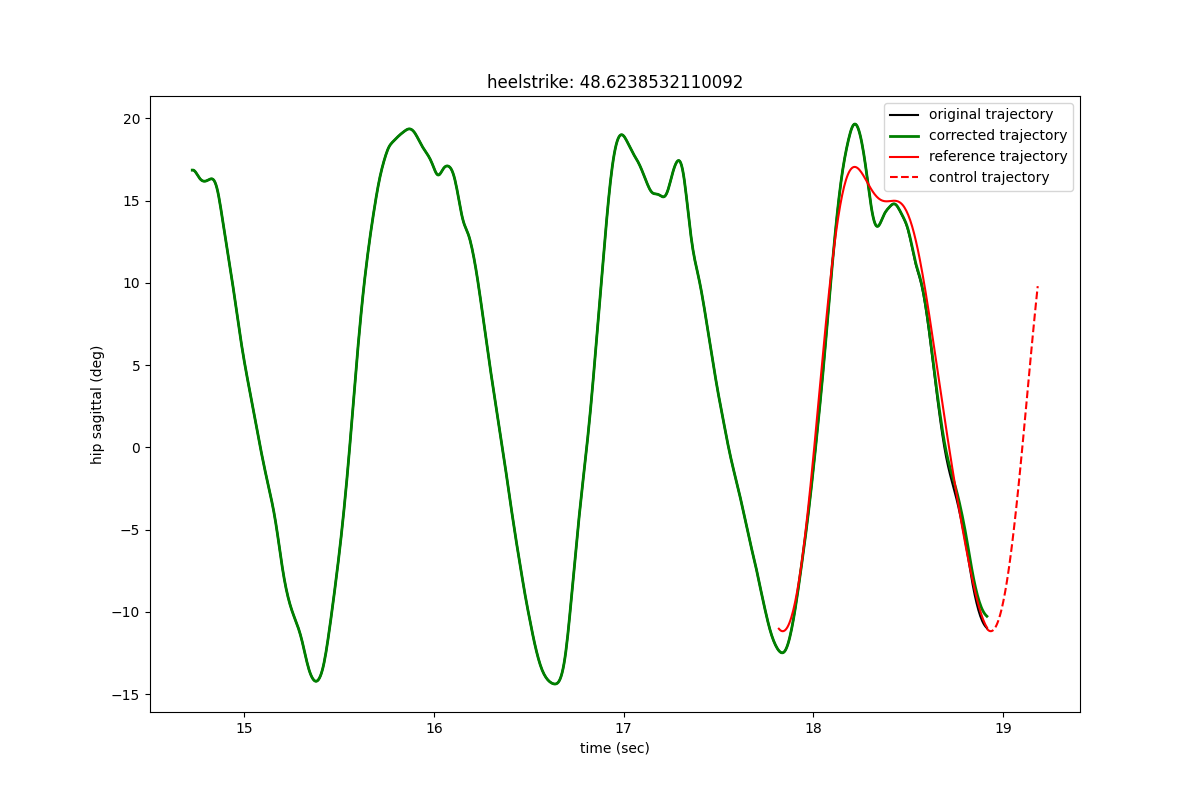 heelstrike: 48.6238532110092
original trajectory
corrected trajectory
reference trajectory
control trajectory
20
15
10
5
0
−5
−10
−15
hip sagittal (deg)
15 16 17 18 19
time (sec)